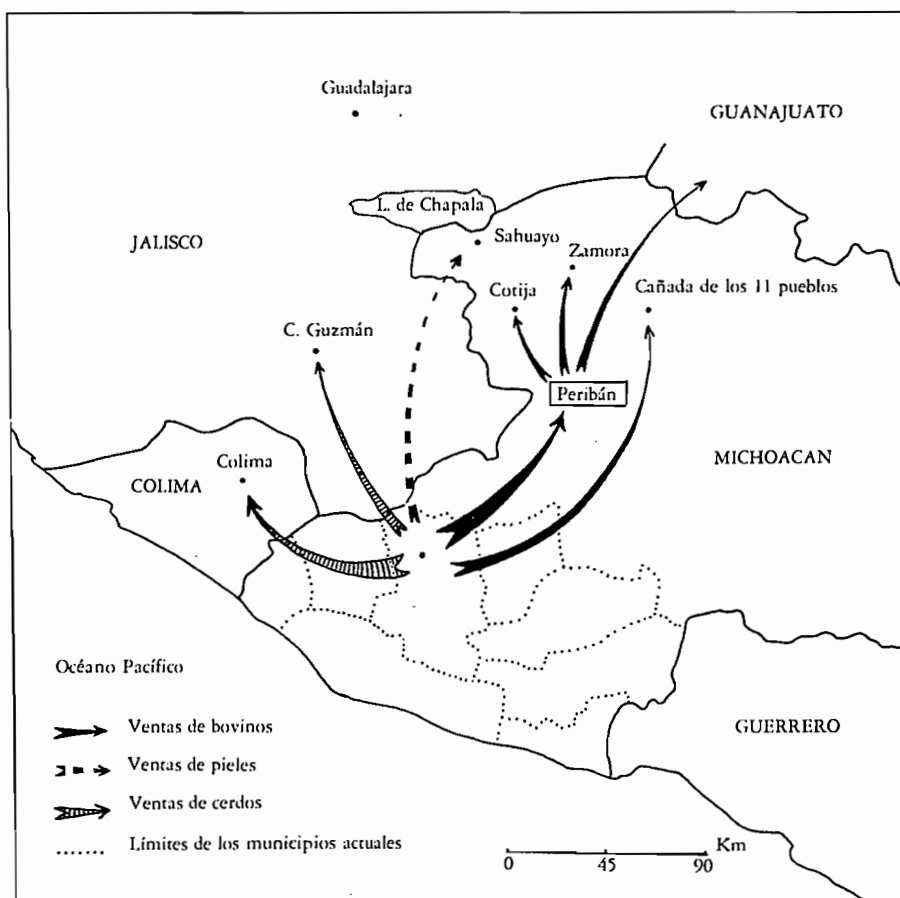 Guadalajara
GUANAJUATO
L. de Chapala
JALISCO
Sahuayo
Zamora
Cotija
Cañada de los 11 pueblos
C. Guzmán
Peribán
Colima
COLIMA
MICHOACAN
Océano Pacífico
Ventas de bovinos
GUERRERO
Ventas de pieles
Ventas de cerdos
Límites de los municipios actuales
Km
0 45 90